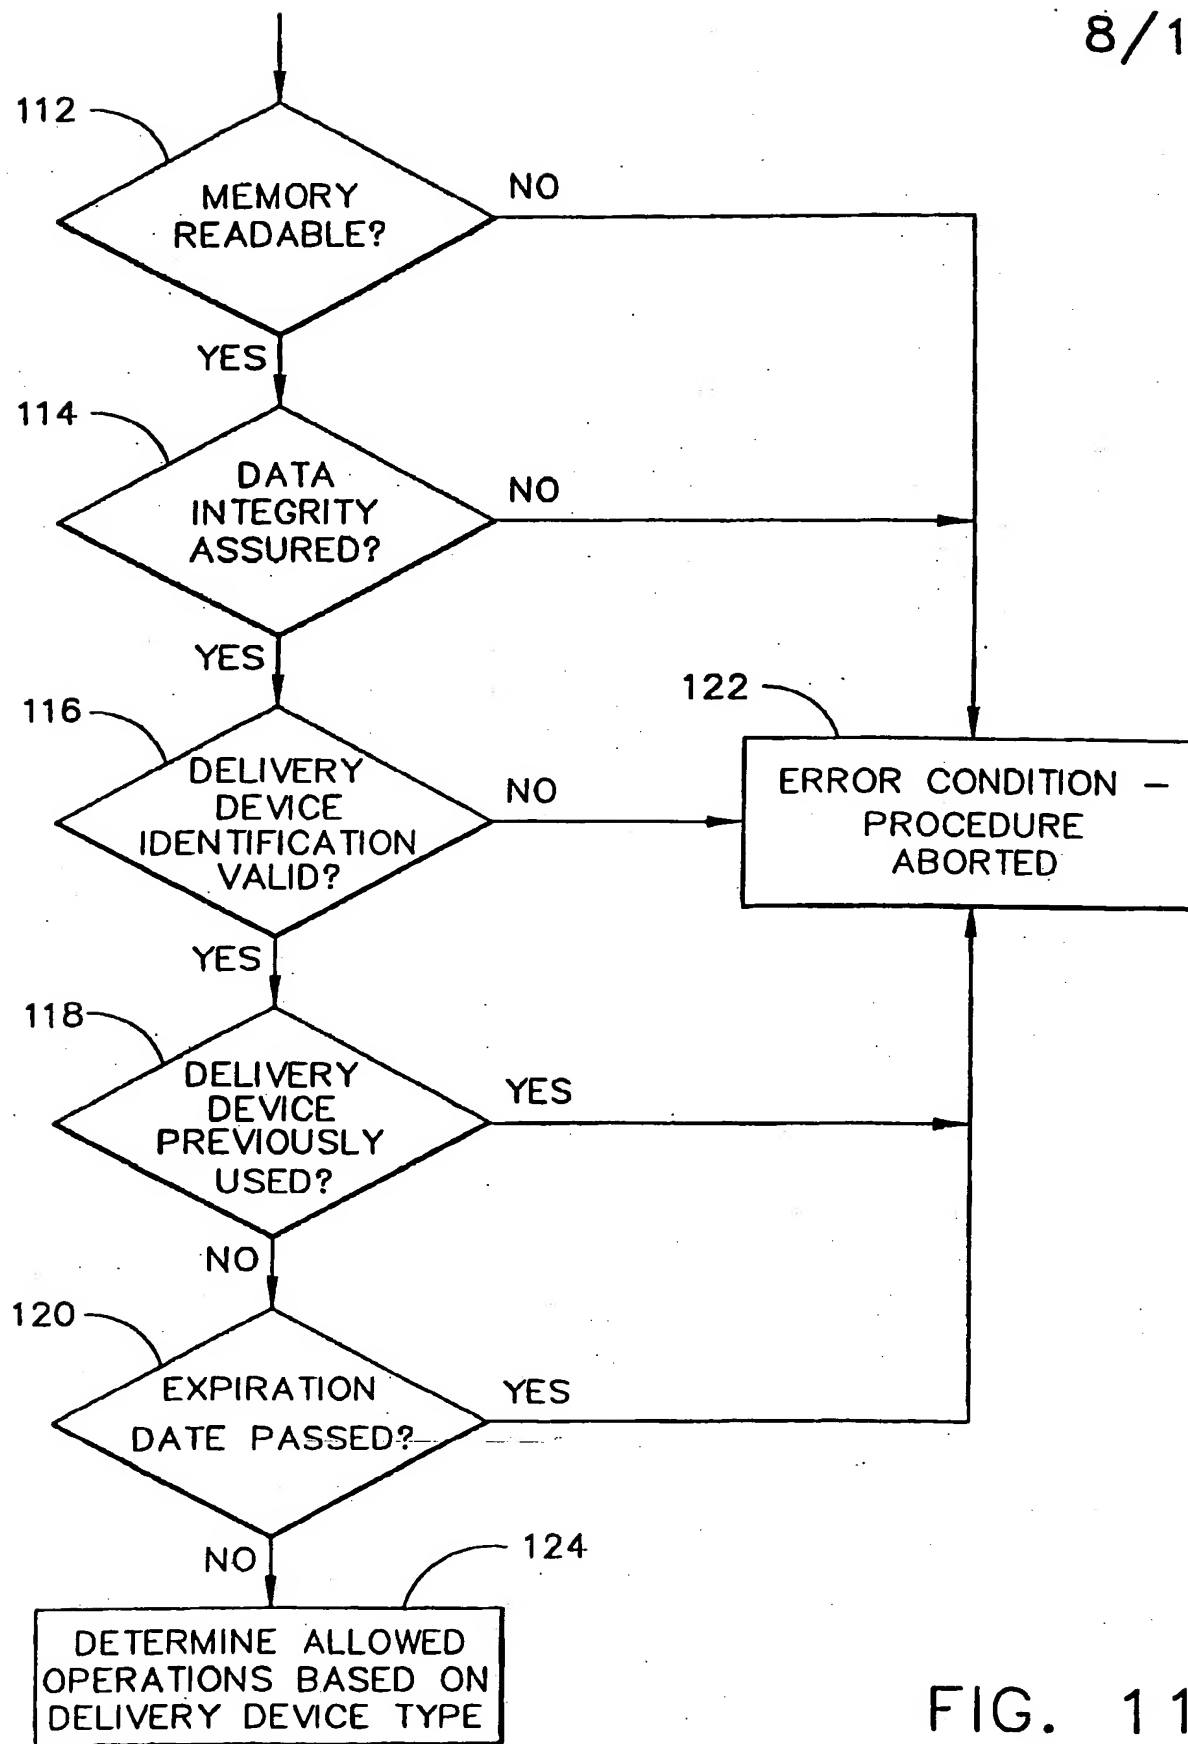 8/1
112
MEMORY
READABLE?
NO
YES
114
DATA
INTEGRITY
ASSURED?
NO
YES
116
DELIVERY
DEVICE
IDENTIFICATION
VALID?
NO
122
ERROR CONDITION –
PROCEDURE
ABORTED
YES
118
DELIVERY
DEVICE
PREVIOUSLY
USED?
YES
NO
120
EXPIRATION
DATE PASSED?
YES
NO
124
DETERMINE ALLOWED
OPERATIONS BASED ON
DELIVERY DEVICE TYPE
FIG. 11